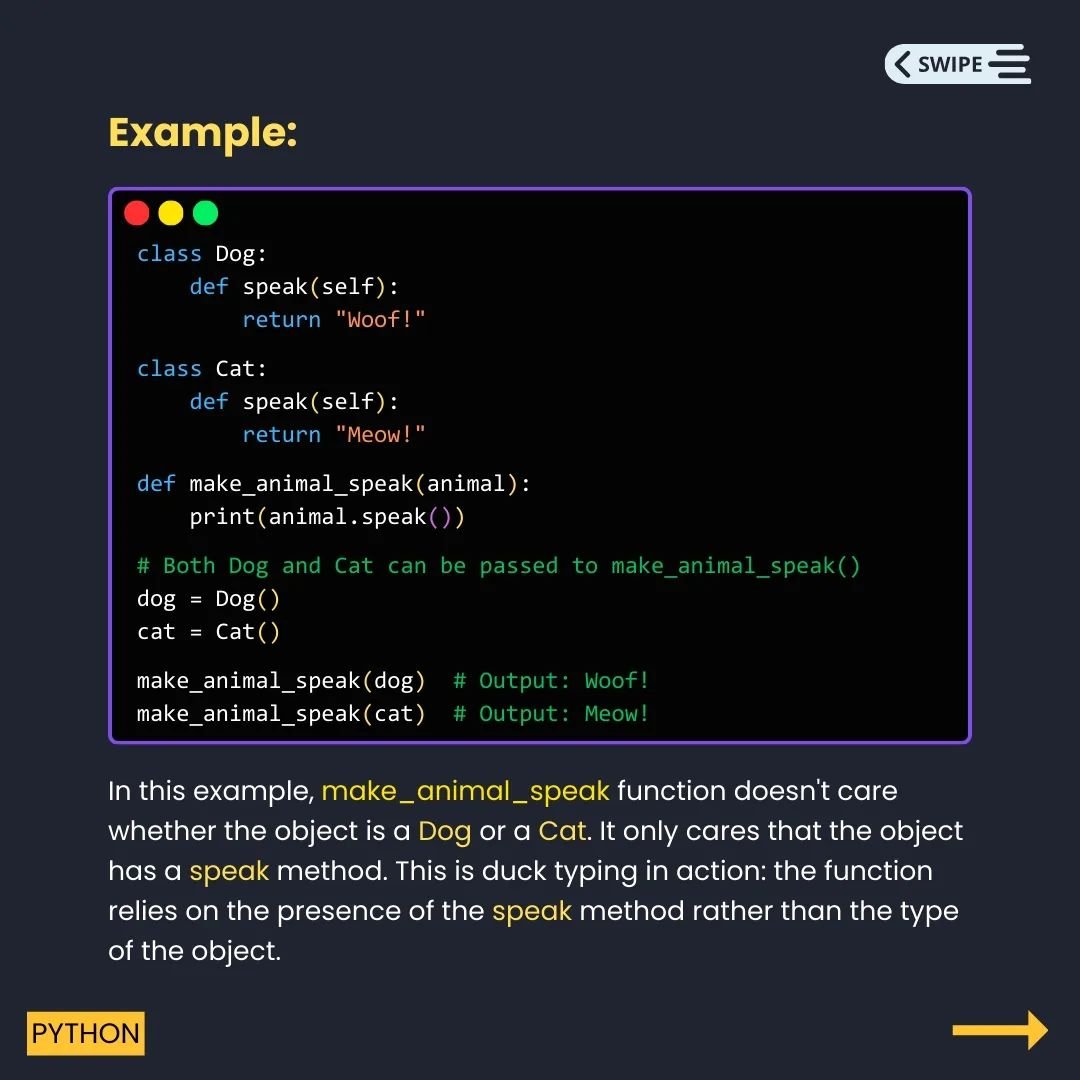 SWIPE
Example:
class Dog:
    def speak(self):
        return "Woof!"
class Cat:
    def speak(self):
        return "Meow!"
def make_animal_speak(animal):
    print(animal.speak())
# Both Dog and Cat can be passed to make_animal_speak()
dog = Dog()
cat = Cat()
make_animal_speak(dog)  # Output: Woof!
make_animal_speak(cat)  # Output: Meow!
In this example, make_animal_speak function doesn't care
whether the object is a Dog or a Cat. It only cares that the object
has a speak method. This is duck typing in action: the function
relies on the presence of the speak method rather than the type
of the object.
PYTHON